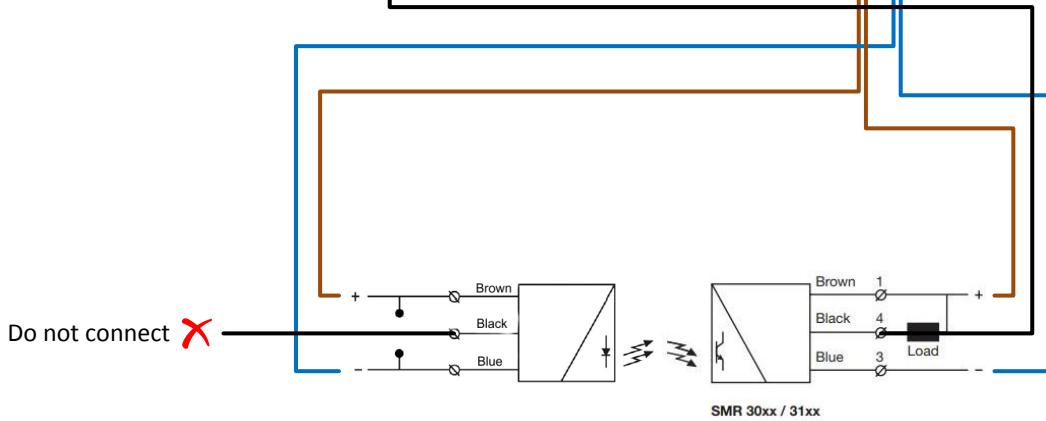 Brown 1
+ Brown +
Black 4
Do not connect Black
Load
Blue 3
- Blue -
SMR 30xx / 31xx